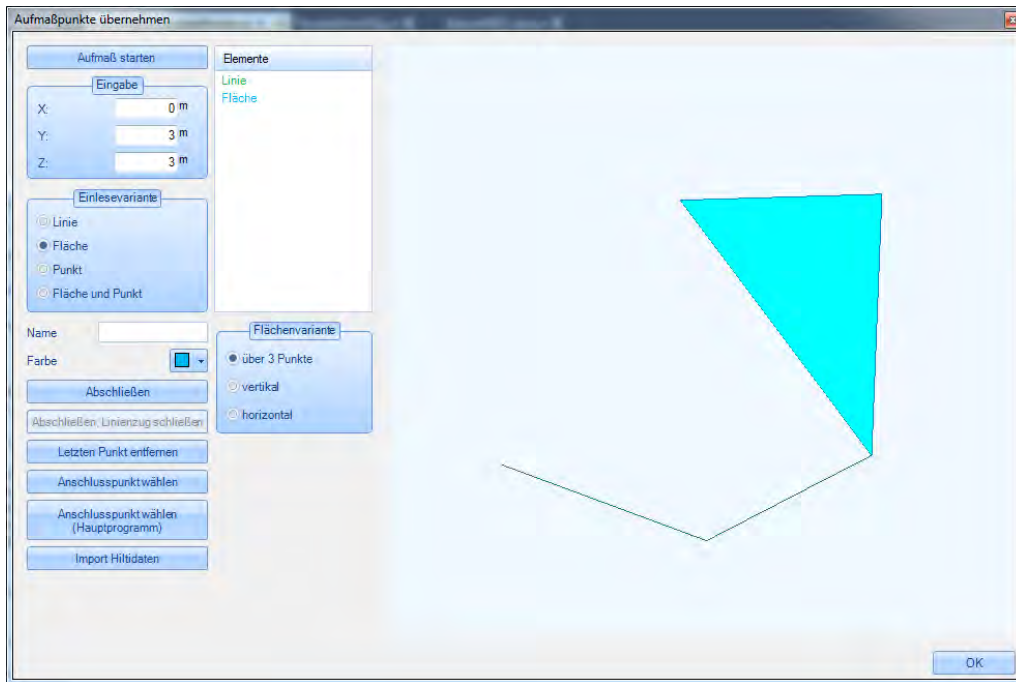 Aufmaßpunkte übernehmen
Aufmaß starten
Eingabe
X: 0 m
Y: 3 m
Z: 3 m
Einlesevariante
Linie
Fläche
Punkt
Fläche und Punkt
Name
Farbe
Abschließen
Abschließen, Linienzug schließen
Letzten Punkt entfernen
Anschlusspunkt wählen
Anschlusspunkt wählen
(Hauptprogramm)
Import Hiltidaten
Elemente
Linie
Fläche
Flächenvariante
über 3 Punkte
vertikal
horizontal
OK